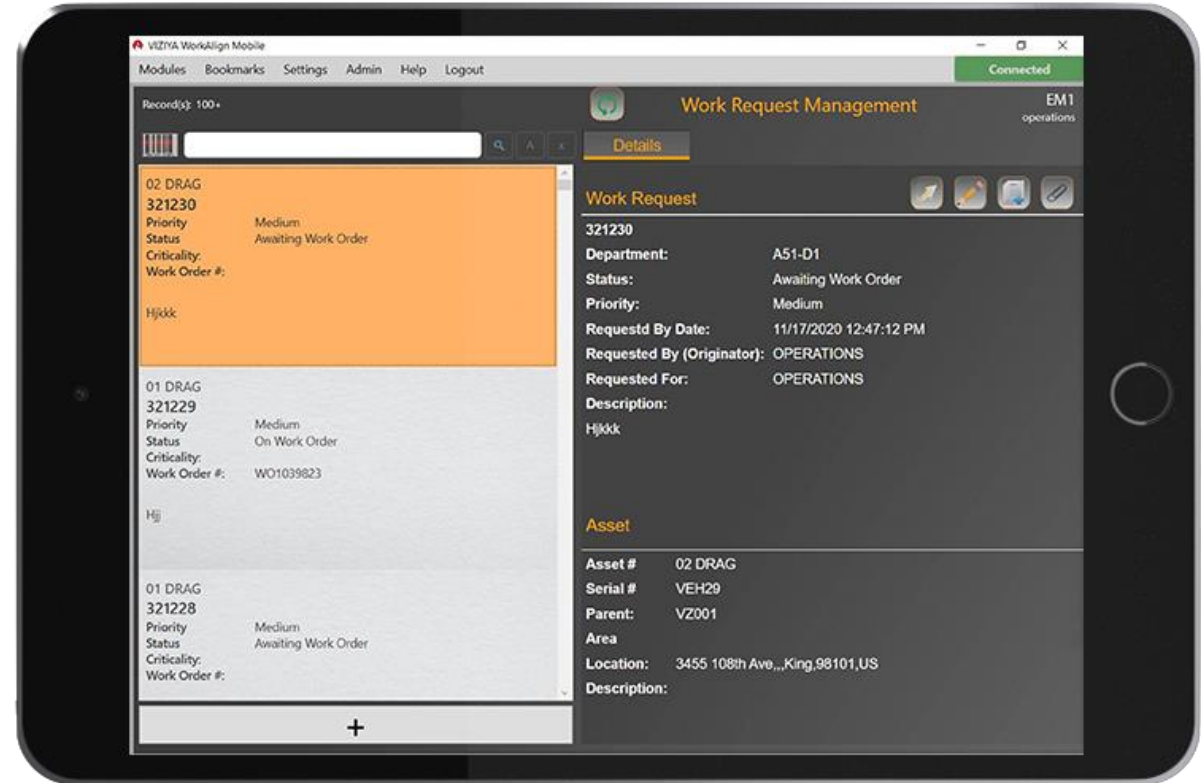 VIZIYA WorkAlign Mobile
Modules Bookmarks Settings Admin Help Logout
Connected
Record(s): 100+
Work Request Management
EM1
operations
A x
Details
02 DRAG
321230
Priority Medium
Status Awaiting Work Order
Criticality:
Work Order #:
Hjkkk
01 DRAG
321229
Priority Medium
Status On Work Order
Criticality:
Work Order #: WO1039823
Hjj
01 DRAG
321228
Priority Medium
Status Awaiting Work Order
Criticality:
Work Order #:
+
Work Request
321230
Department: A51-D1
Status: Awaiting Work Order
Priority: Medium
Requestd By Date: 11/17/2020 12:47:12 PM
Requested By (Originator): OPERATIONS
Requested For: OPERATIONS
Description:
Hjkkk
Asset
Asset # 02 DRAG
Serial # VEH29
Parent: VZ001
Area
Location: 3455 108th Ave,,,King,98101,US
Description: